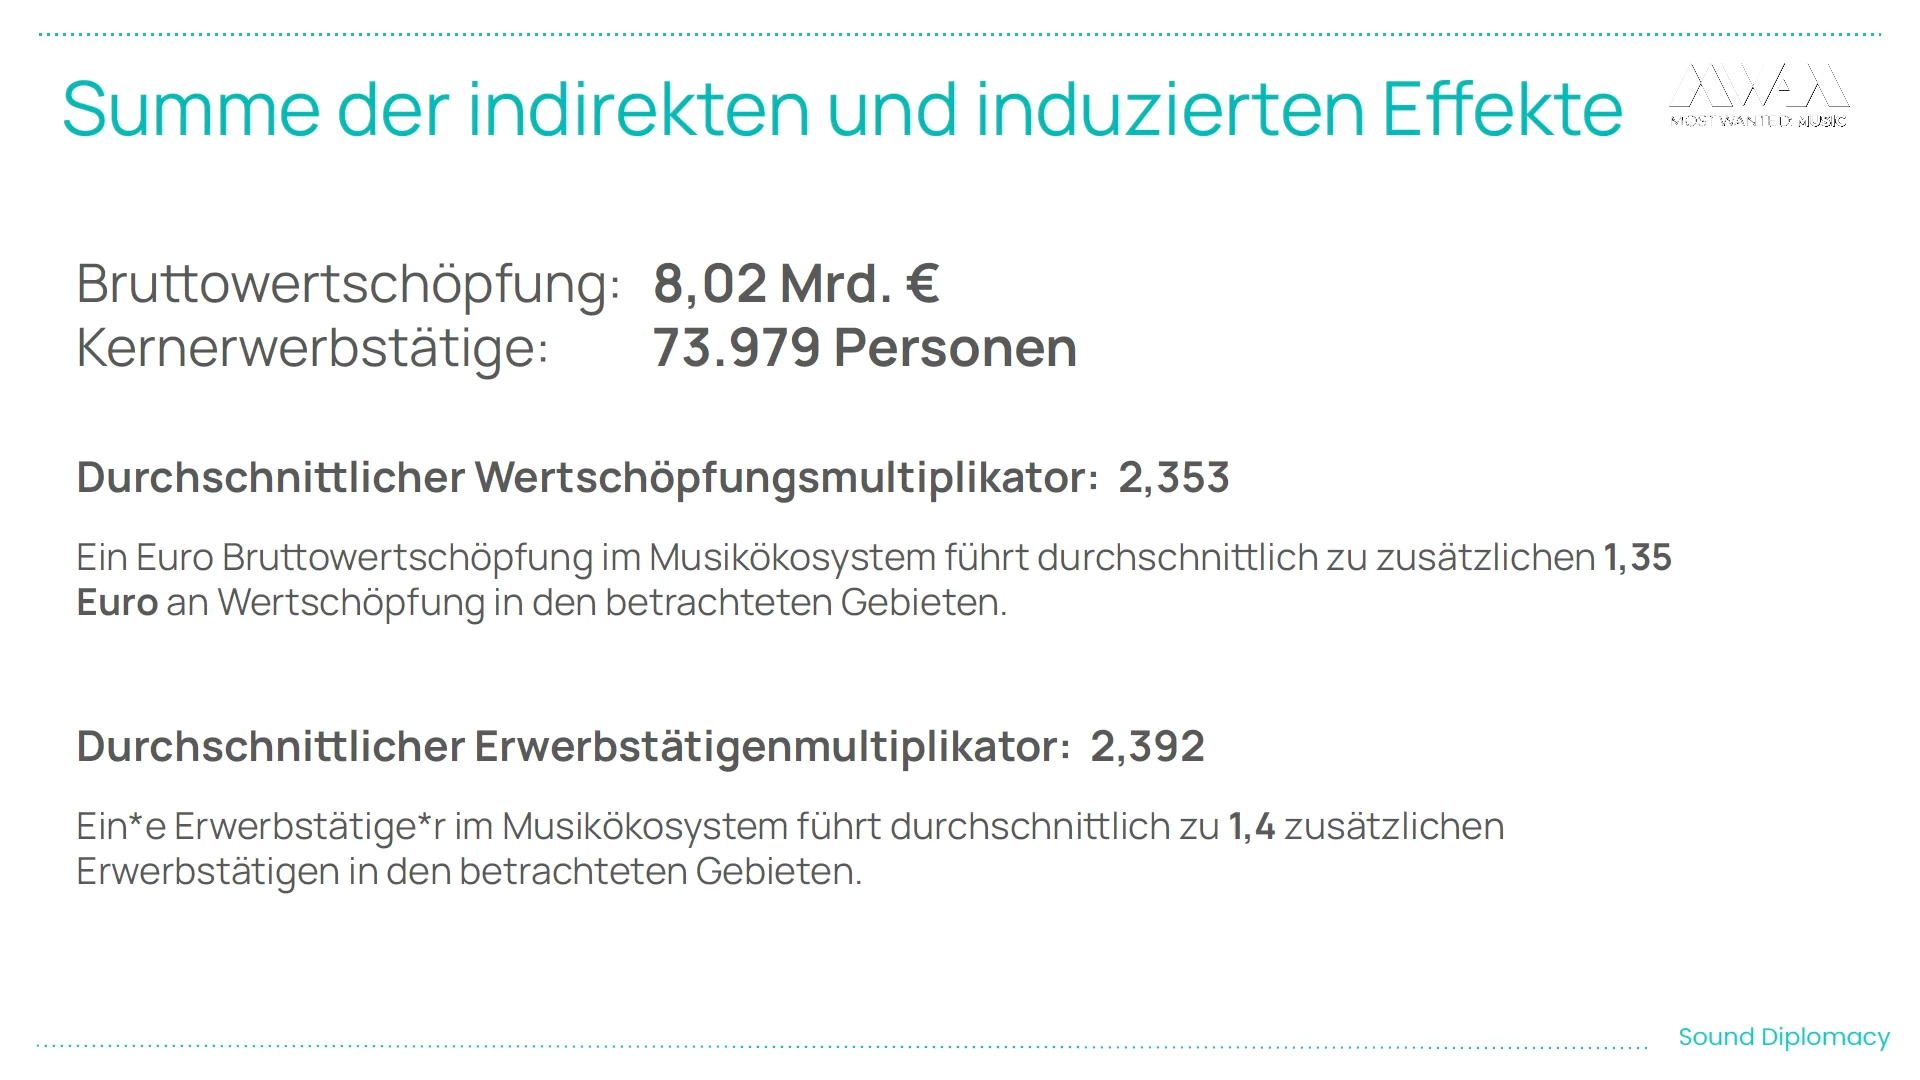 Summe der indirekten und induzierten Effekte
MOST WANTED: MUSIC
Bruttowertschöpfung: 8,02 Mrd. €
Kernerwerbstätige: 73.979 Personen
Durchschnittlicher Wertschöpfungsmultiplikator: 2,353
Ein Euro Bruttowertschöpfung im Musikökosystem führt durchschnittlich zu zusätzlichen 1,35
Euro an Wertschöpfung in den betrachteten Gebieten.
Durchschnittlicher Erwerbstätigenmultiplikator: 2,392
Ein*e Erwerbstätige*r im Musikökosystem führt durchschnittlich zu 1,4 zusätzlichen
Erwerbstätigen in den betrachteten Gebieten.
Sound Diplomacy